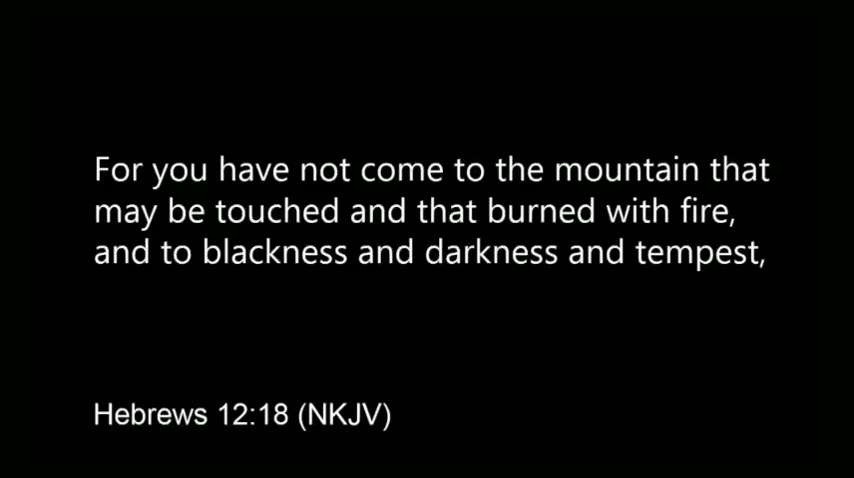 For you have not come to the mountain that
may be touched and that burned with fire,
and to blackness and darkness and tempest,
Hebrews 12:18 (NKJV)